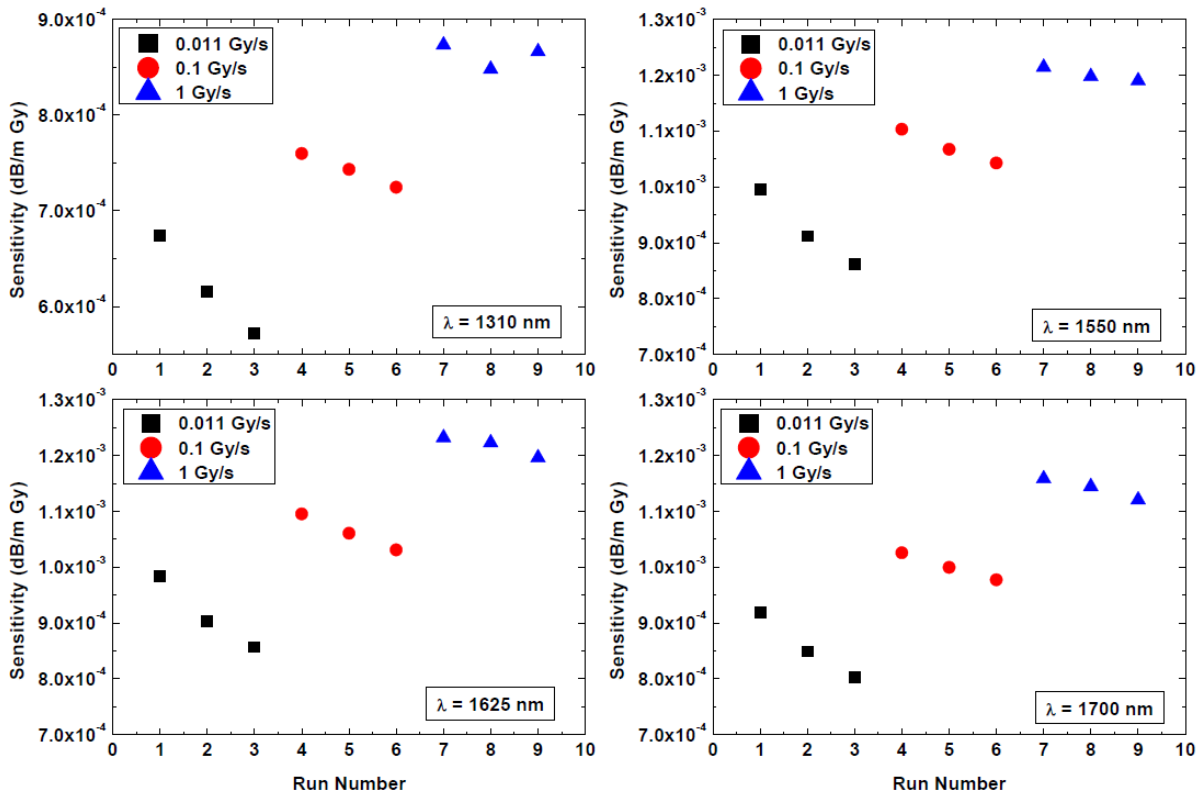 9.0x10⁻⁴
8.0x10⁻⁴
7.0x10⁻⁴
6.0x10⁻⁴
Sensitivity (dB/m Gy)
0.011 Gy/s
0.1 Gy/s
1 Gy/s
λ = 1310 nm
0 1 2 3 4 5 6 7 8 9 10
1.3x10⁻³
1.2x10⁻³
1.1x10⁻³
1.0x10⁻³
9.0x10⁻⁴
8.0x10⁻⁴
7.0x10⁻⁴
Sensitivity (dB/m Gy)
0.011 Gy/s
0.1 Gy/s
1 Gy/s
λ = 1550 nm
0 1 2 3 4 5 6 7 8 9 10
1.3x10⁻³
1.2x10⁻³
1.1x10⁻³
1.0x10⁻³
9.0x10⁻⁴
8.0x10⁻⁴
7.0x10⁻⁴
Sensitivity (dB/m Gy)
0.011 Gy/s
0.1 Gy/s
1 Gy/s
λ = 1625 nm
0 1 2 3 4 5 6 7 8 9 10
Run Number
1.3x10⁻³
1.2x10⁻³
1.1x10⁻³
1.0x10⁻³
9.0x10⁻⁴
8.0x10⁻⁴
7.0x10⁻⁴
Sensitivity (dB/m Gy)
0.011 Gy/s
0.1 Gy/s
1 Gy/s
λ = 1700 nm
0 1 2 3 4 5 6 7 8 9 10
Run Number